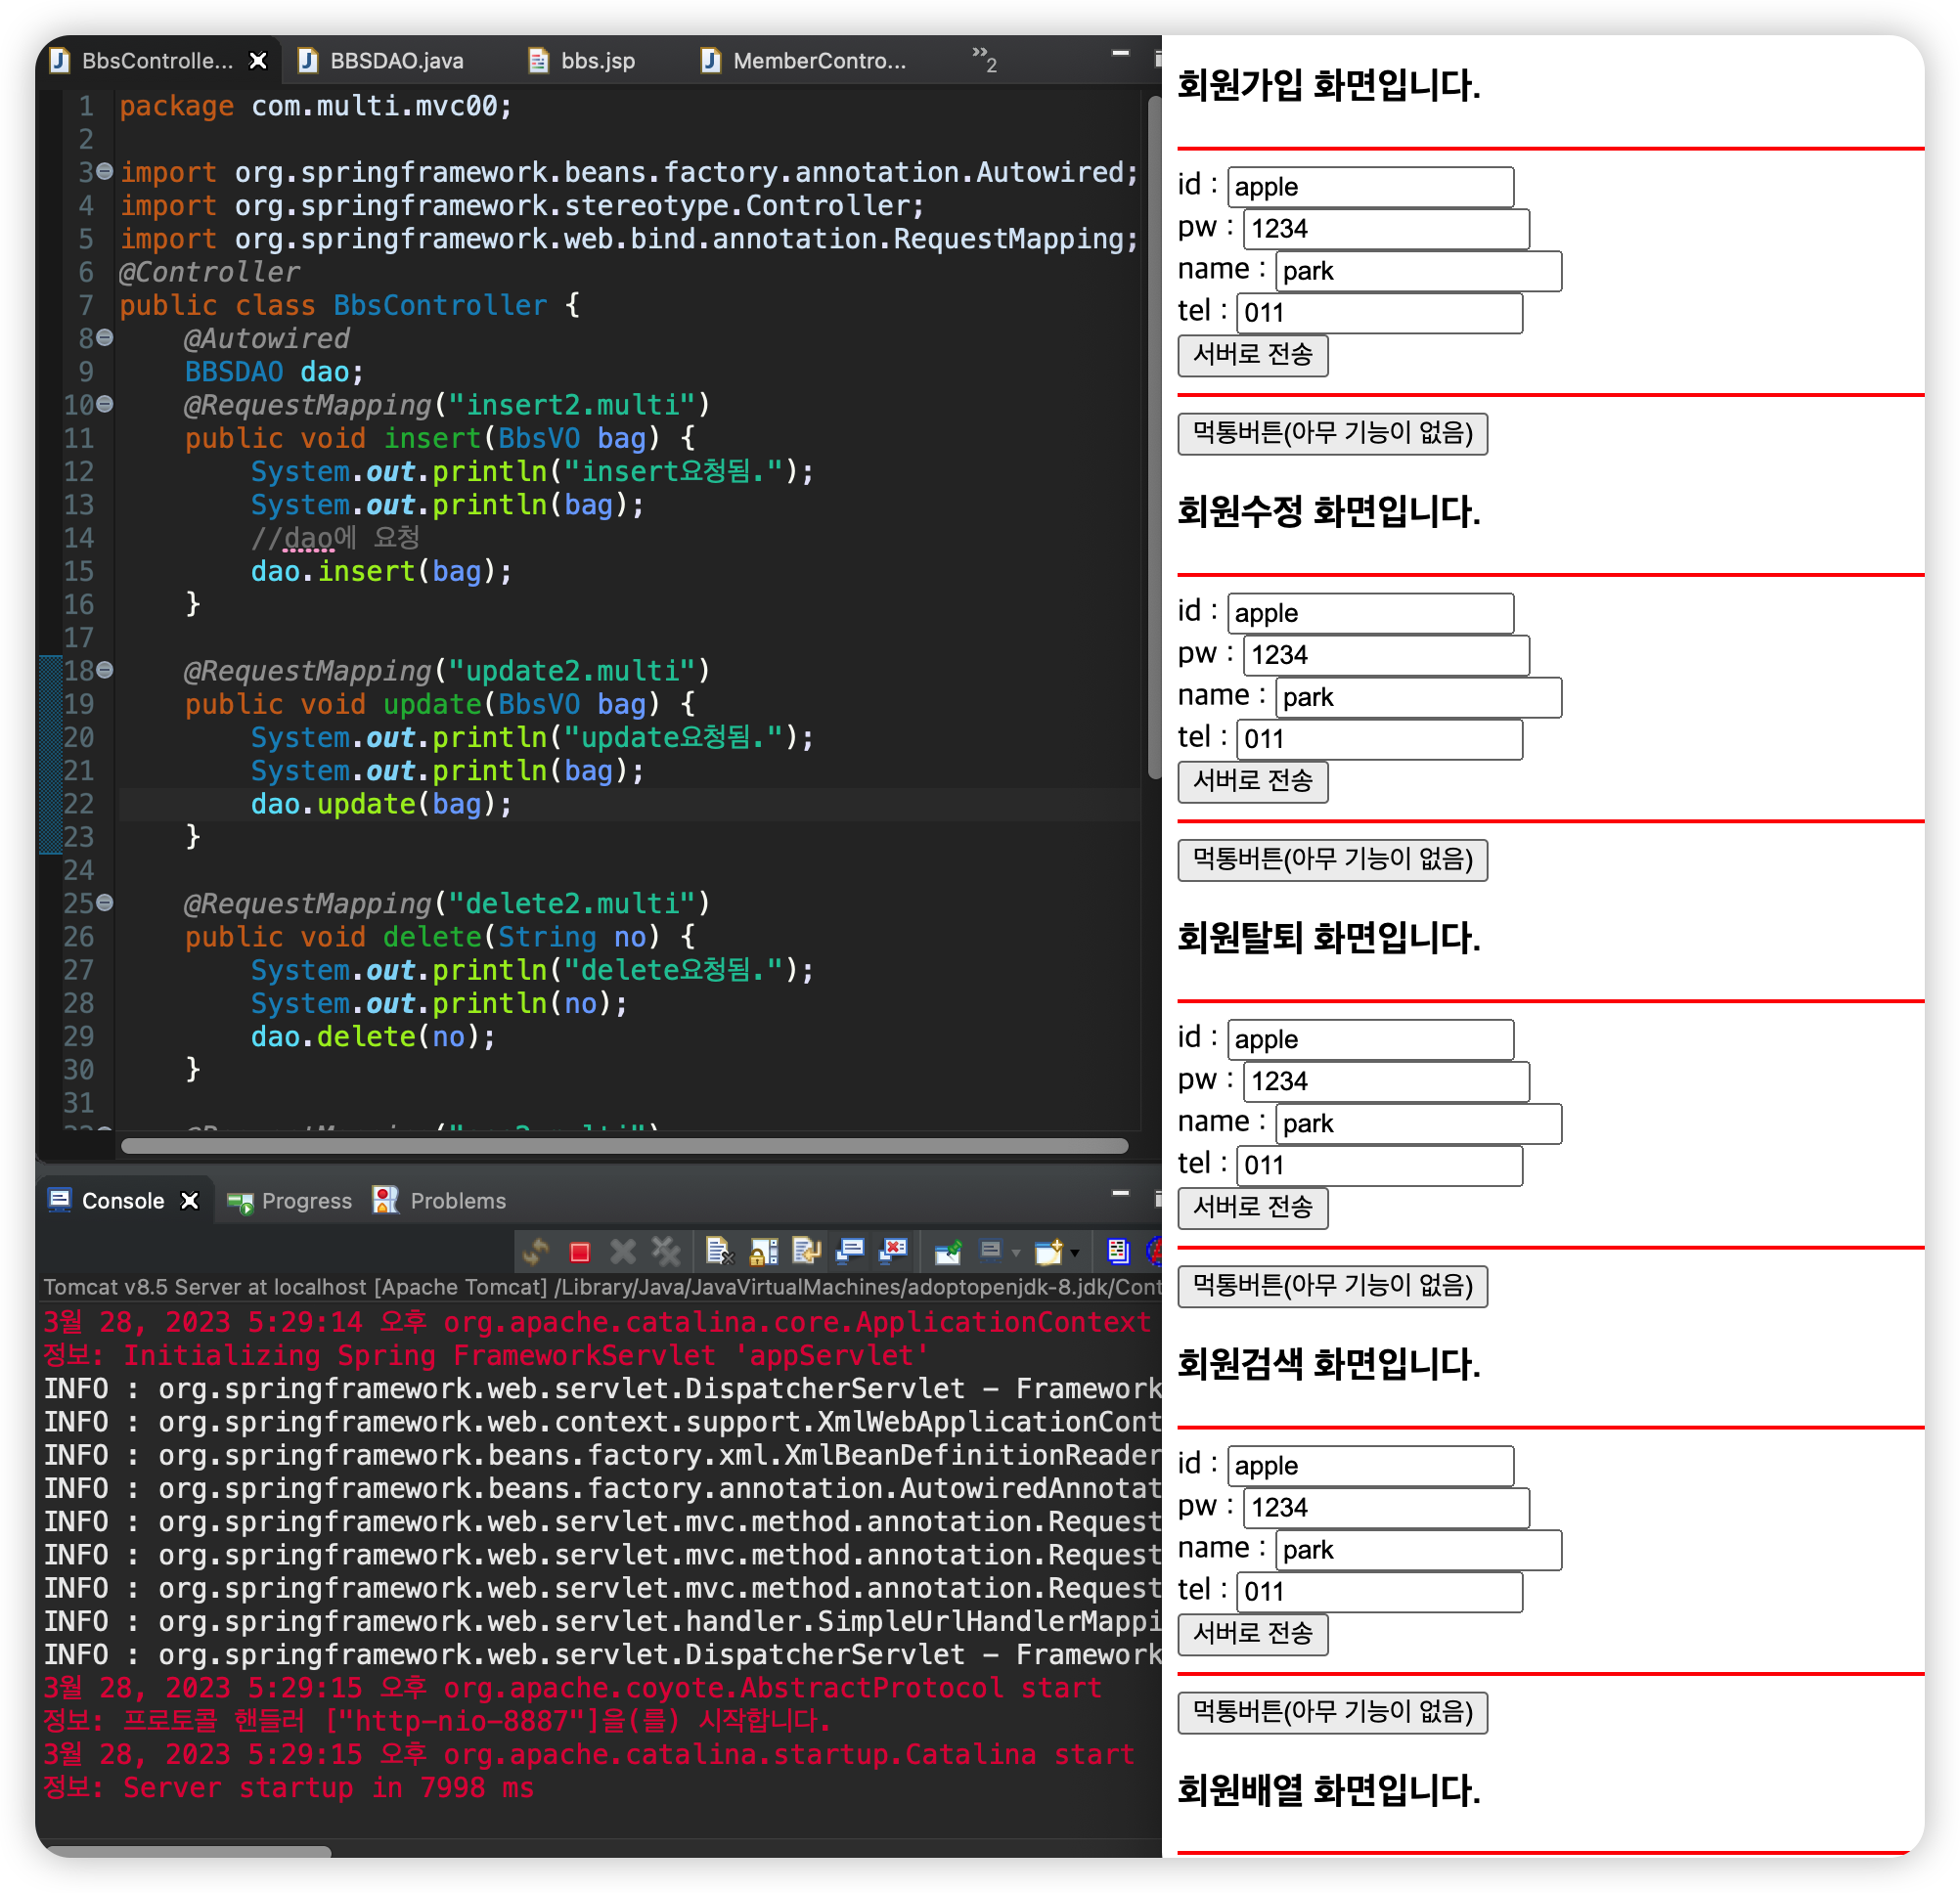 BbsControlle...
BBSDAO.java
bbs.jsp
MemberContro...
»2
1 package com.multi.mvc00;
2
3 import org.springframework.beans.factory.annotation.Autowired;
4 import org.springframework.stereotype.Controller;
5 import org.springframework.web.bind.annotation.RequestMapping;
6 @Controller
7 public class BbsController {
8 @Autowired
9 BBSDAO dao;
10 @RequestMapping("insert2.multi")
11 public void insert(BbsVO bag) {
12 System.out.println("insert요청됨.");
13 System.out.println(bag);
14 //dao에 요청
15 dao.insert(bag);
16 }
17
18 @RequestMapping("update2.multi")
19 public void update(BbsVO bag) {
20 System.out.println("update요청됨.");
21 System.out.println(bag);
22 dao.update(bag);
23 }
24
25 @RequestMapping("delete2.multi")
26 public void delete(String no) {
27 System.out.println("delete요청됨.");
28 System.out.println(no);
29 dao.delete(no);
30 }
31
Console
Progress
Problems
Tomcat v8.5 Server at localhost [Apache Tomcat] /Library/Java/JavaVirtualMachines/adoptopenjdk-8.jdk/Cont
3월 28, 2023 5:29:14 오후 org.apache.catalina.core.ApplicationContext
정보: Initializing Spring FrameworkServlet 'appServlet'
INFO : org.springframework.web.servlet.DispatcherServlet - Framework
INFO : org.springframework.web.context.support.XmlWebApplicationCont
INFO : org.springframework.beans.factory.xml.XmlBeanDefinitionReader
INFO : org.springframework.beans.factory.annotation.AutowiredAnnotat
INFO : org.springframework.web.servlet.mvc.method.annotation.Request
INFO : org.springframework.web.servlet.mvc.method.annotation.Request
INFO : org.springframework.web.servlet.mvc.method.annotation.Request
INFO : org.springframework.web.servlet.handler.SimpleUrlHandlerMappi
INFO : org.springframework.web.servlet.DispatcherServlet - Framework
3월 28, 2023 5:29:15 오후 org.apache.coyote.AbstractProtocol start
정보: 프로토콜 핸들러 ["http-nio-8887"]을(를) 시작합니다.
3월 28, 2023 5:29:15 오후 org.apache.catalina.startup.Catalina start
정보: Server startup in 7998 ms
회원가입 화면입니다.
id : apple
pw : 1234
name : park
tel : 011
서버로 전송
먹통버튼(아무 기능이 없음)
회원수정 화면입니다.
id : apple
pw : 1234
name : park
tel : 011
서버로 전송
먹통버튼(아무 기능이 없음)
회원탈퇴 화면입니다.
id : apple
pw : 1234
name : park
tel : 011
서버로 전송
먹통버튼(아무 기능이 없음)
회원검색 화면입니다.
id : apple
pw : 1234
name : park
tel : 011
서버로 전송
먹통버튼(아무 기능이 없음)
회원배열 화면입니다.